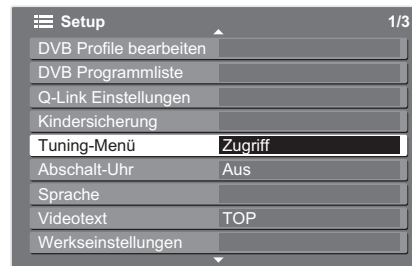 Setup 1/3
DVB Profile bearbeiten
DVB Programmliste
Q-Link Einstellungen
Kindersicherung
Tuning-Menü Zugriff
Abschalt-Uhr Aus
Sprache
Videotext TOP
Werkseinstellungen